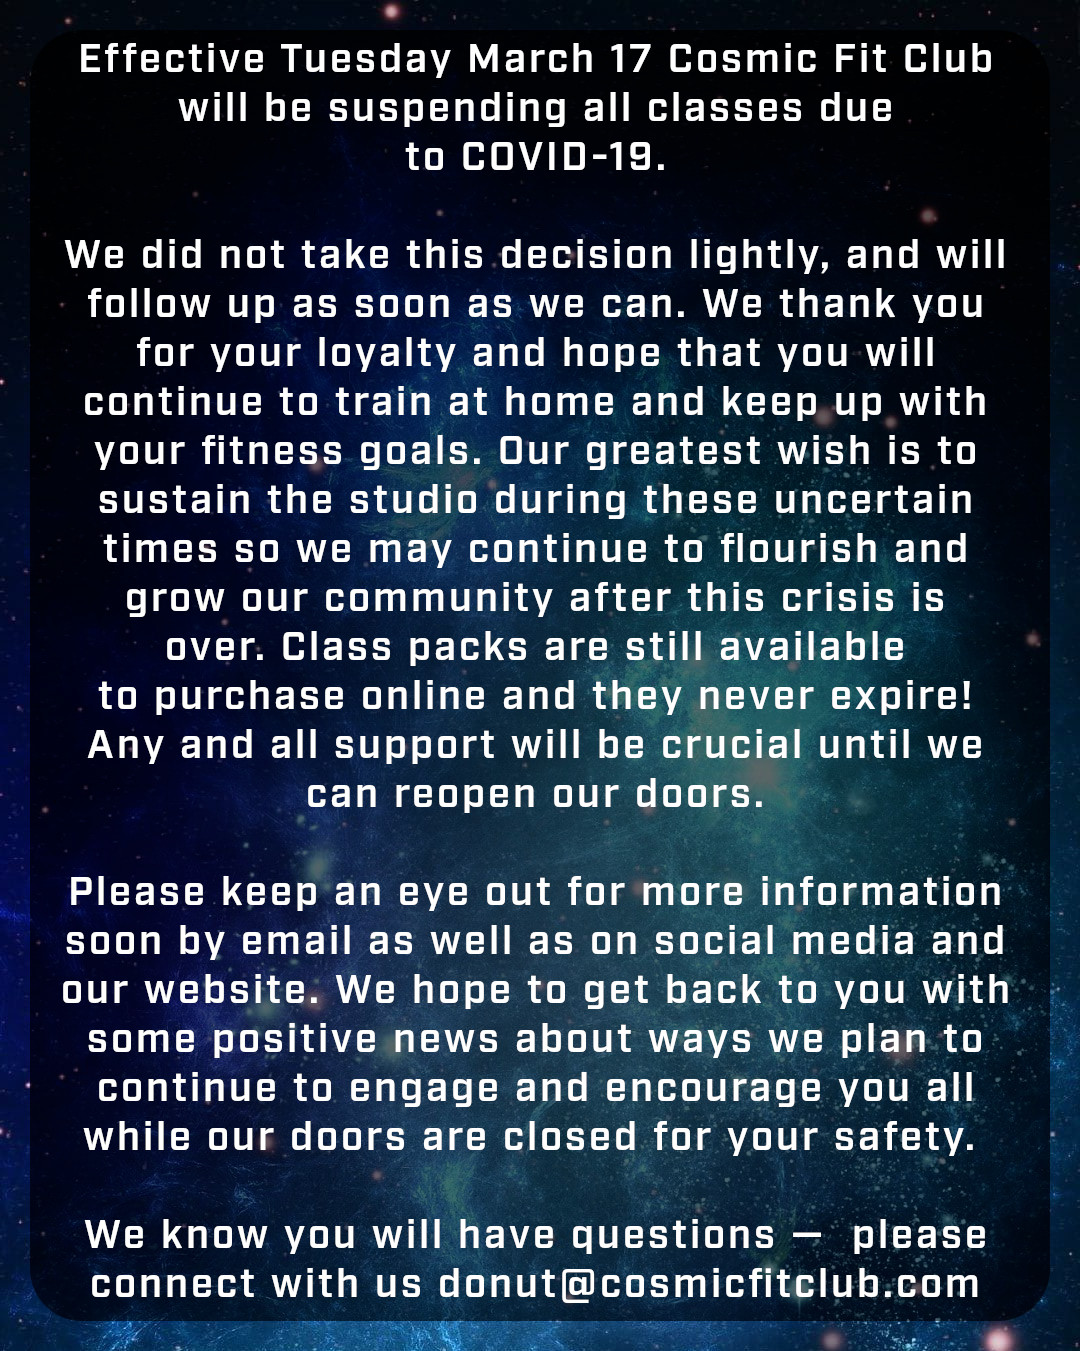 Effective Tuesday March 17 Cosmic Fit Club
will be suspending all classes due
to COVID-19.
We did not take this decision lightly, and will
follow up as soon as we can. We thank you
for your loyalty and hope that you will
continue to train at home and keep up with
your fitness goals. Our greatest wish is to
sustain the studio during these uncertain
times so we may continue to flourish and
grow our community after this crisis is
over. Class packs are still available
to purchase online and they never expire!
Any and all support will be crucial until we
can reopen our doors.
Please keep an eye out for more information
soon by email as well as on social media and
our website. We hope to get back to you with
some positive news about ways we plan to
continue to engage and encourage you all
while our doors are closed for your safety.
We know you will have questions — please
connect with us donut@cosmicfitclub.com